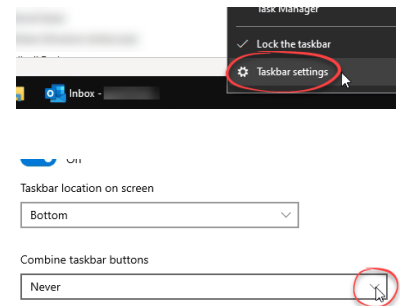 Task Manager
Lock the taskbar
Taskbar settings
Inbox -
On
Taskbar location on screen
Bottom
Combine taskbar buttons
Never